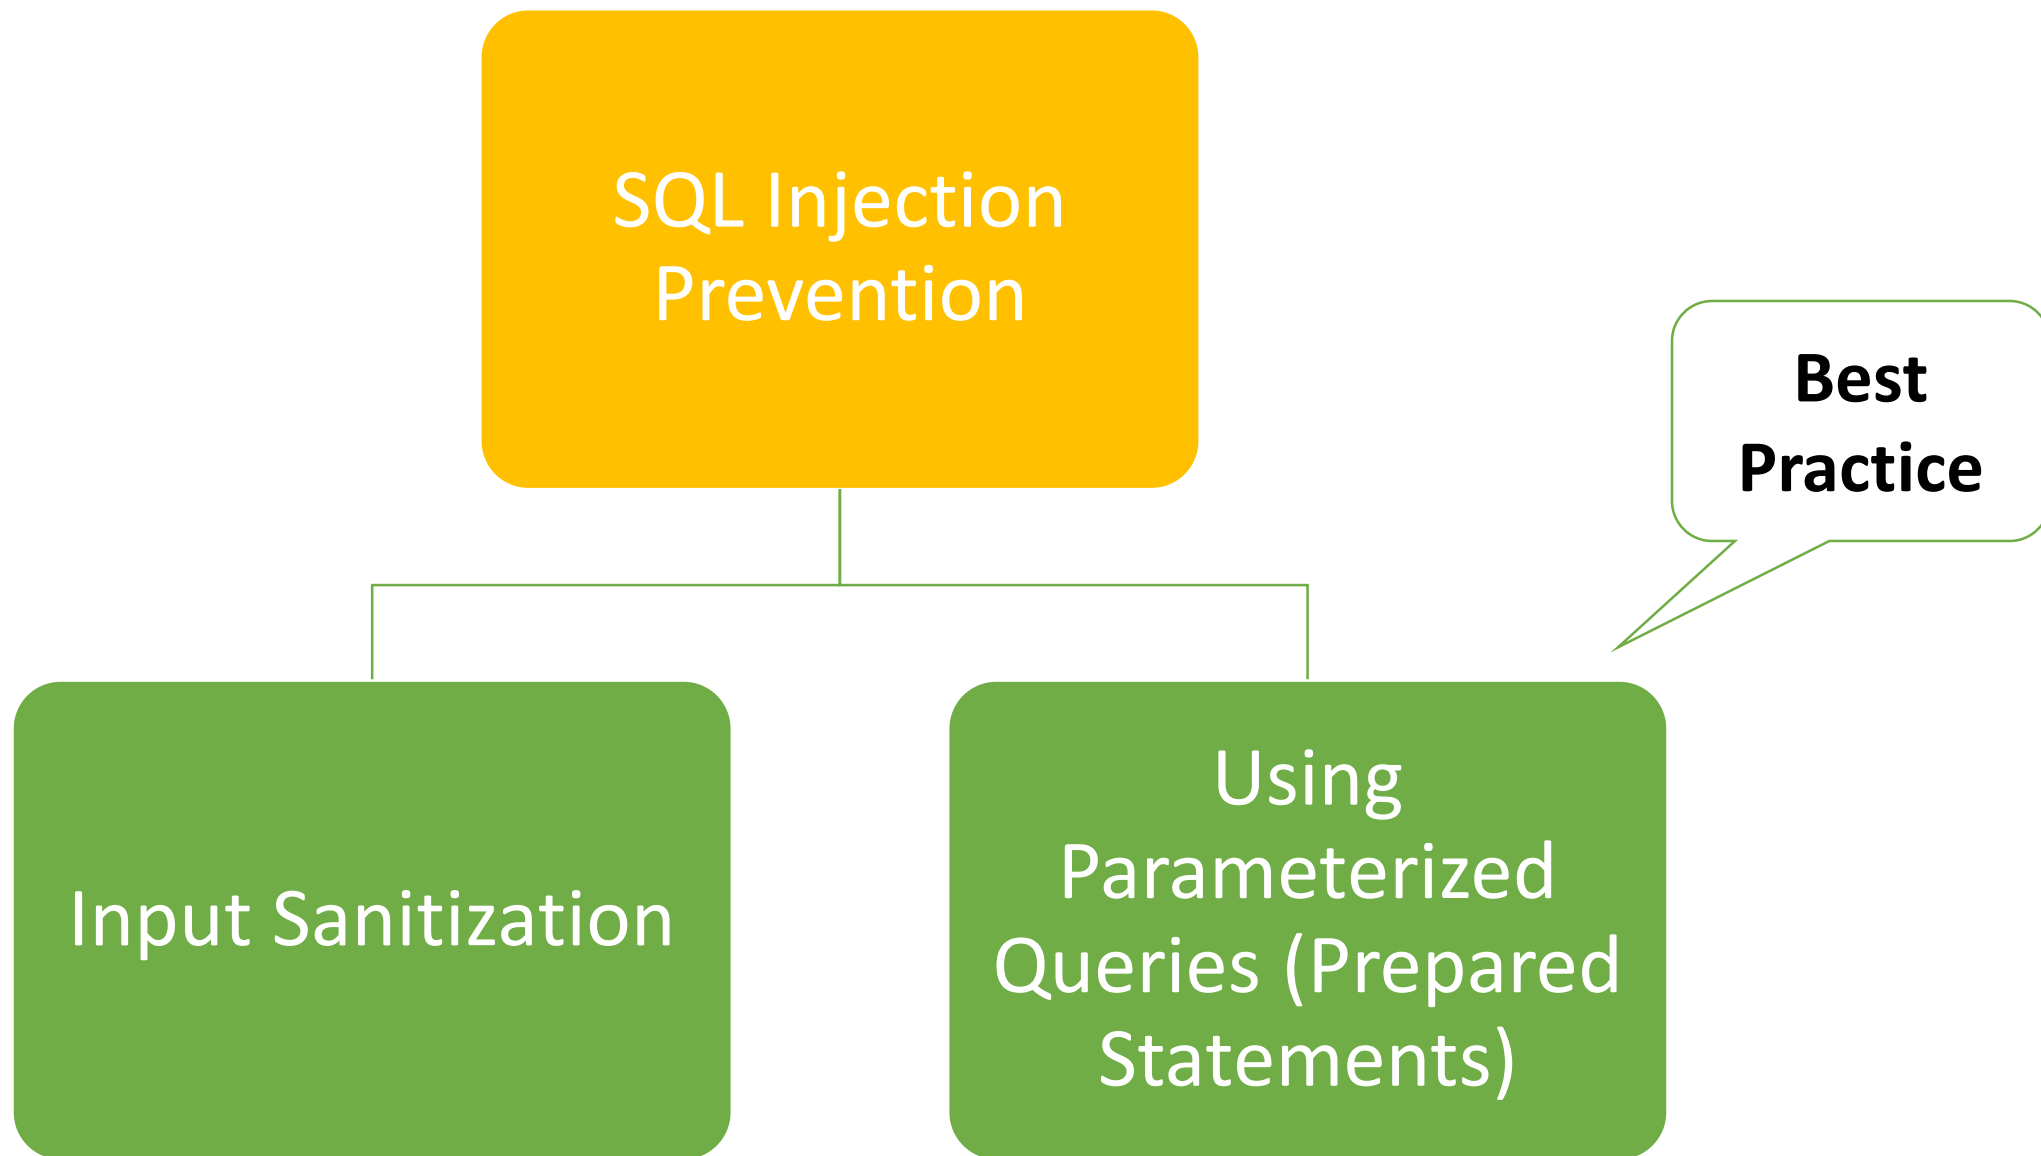 SQL Injection
Prevention
Best
Practice
Input Sanitization
Using
Parameterized
Queries (Prepared
Statements)